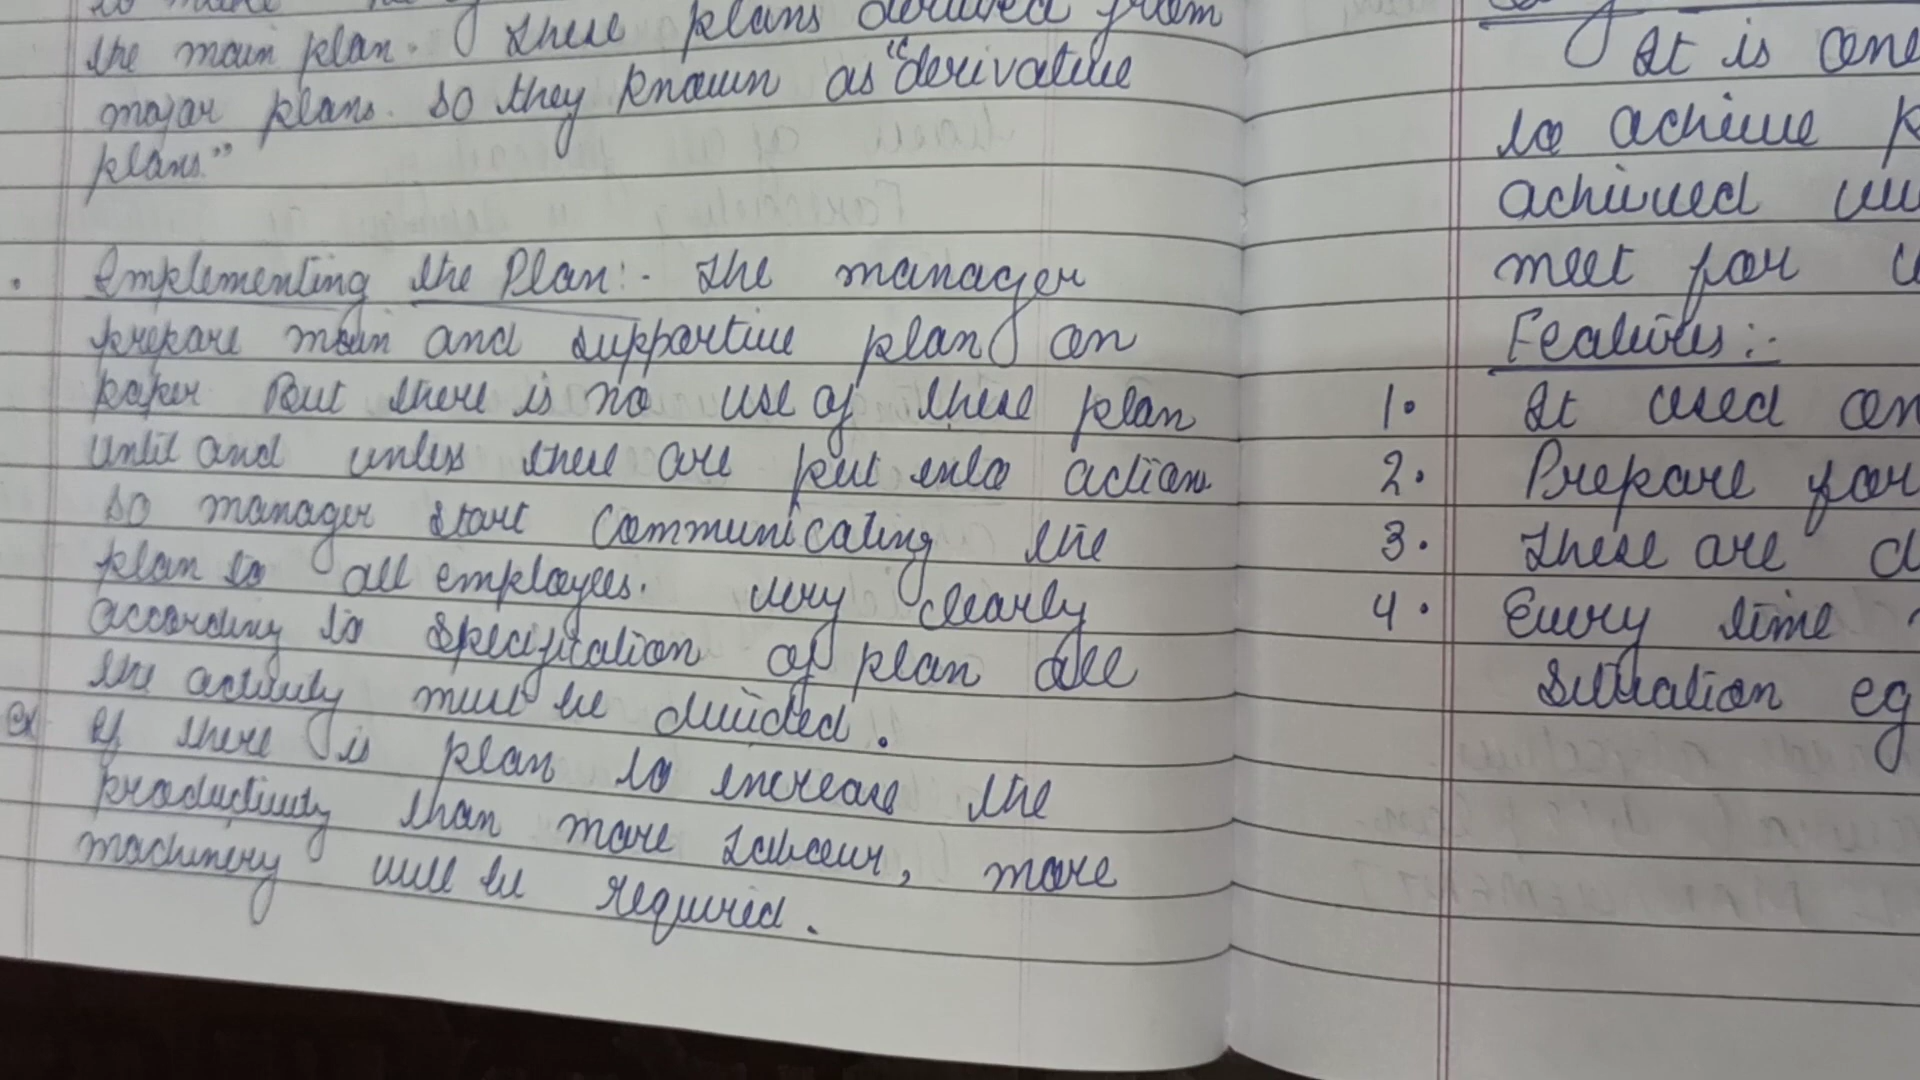 the main plan. These plans derived from
major plans. so they known as "derivative
plans."
Implementing the Plan:- The manager
prepare main and supportive plan on
paper But there is no use of these plan
until and unless these are put into action
so manager start communicating the
plan to all employees. very clearly
according to specification of plan all
the activity must be divided.
Ex If there is plan to increase the
productivity than more Labour, more
machinery will be required.
It is one
to achieve
achieved
meet for
Features:-
1. It used on
2. Prepare for
3. These are
4. Every time
Situation eg